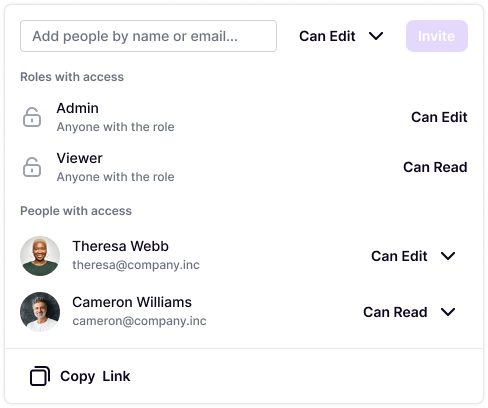 Add people by name or email...
Can Edit
Invite
Roles with access
Admin
Can Edit
Anyone with the role
Viewer
Can Read
Anyone with the role
People with access
Theresa Webb
Can Edit
theresa@company.inc
Cameron Williams
Can Read
cameron@company.inc
Copy Link